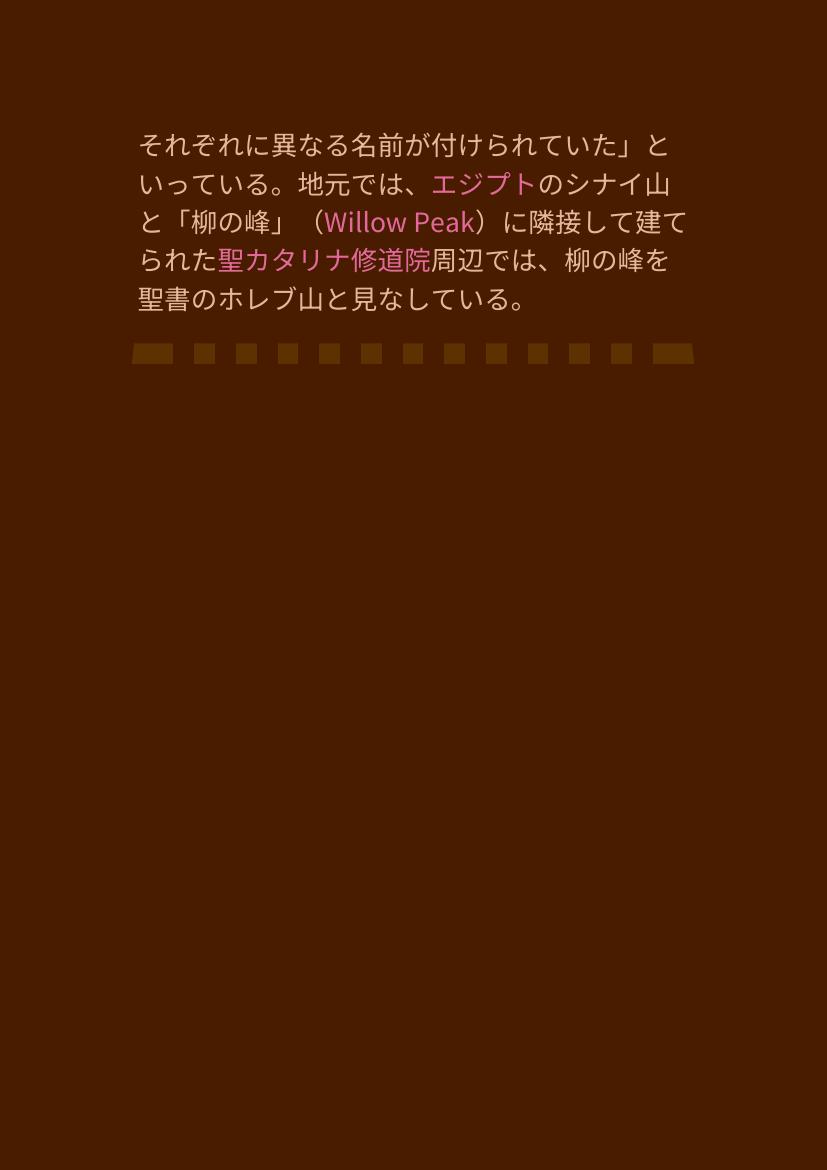 それぞれに異なる名前が付けられていた」と
いっている。地元では、エジプトのシナイ山
と「柳の峰」（Willow Peak）に隣接して建て
られた聖カタリナ修道院周辺では、柳の峰を
聖書のホレブ山と見なしている。